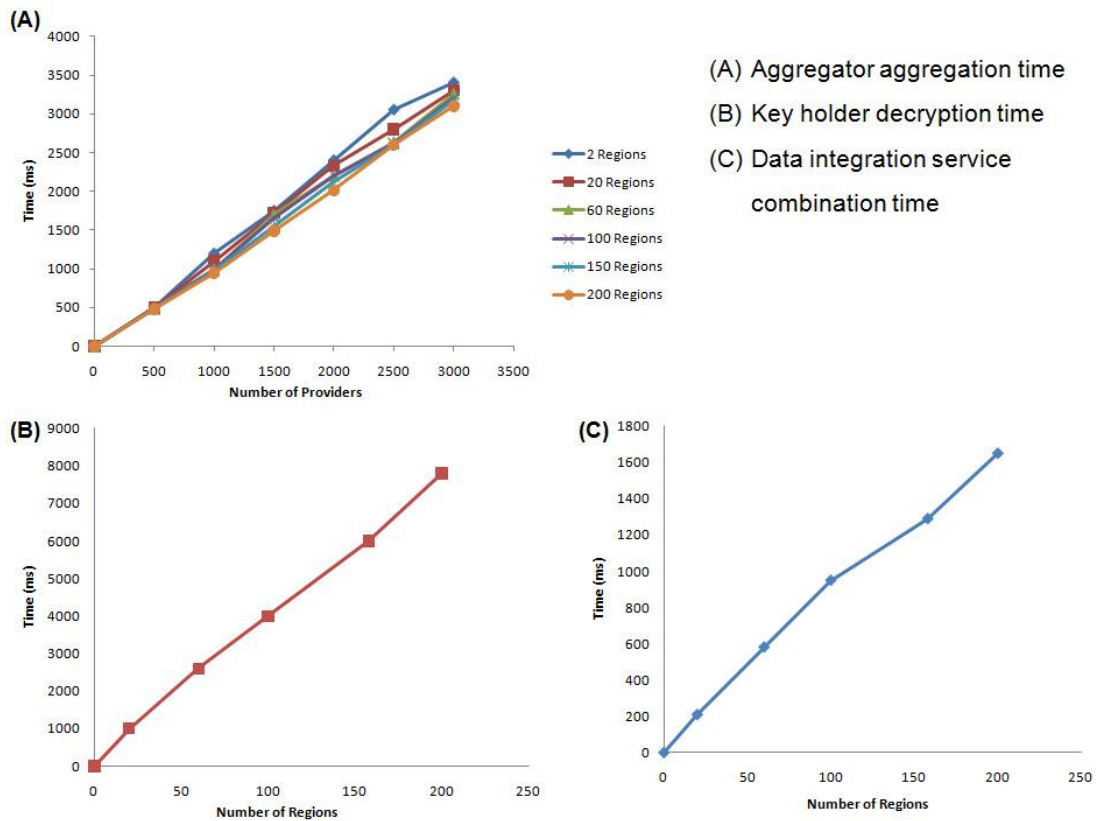 (A)
4000
3500
3000
2500
2000
1500
1000
500
0
0 500 1000 1500 2000 2500 3000 3500
Time (ms)
Number of Providers
2 Regions
20 Regions
60 Regions
100 Regions
150 Regions
200 Regions
(A) Aggregator aggregation time
(B) Key holder decryption time
(C) Data integration service
combination time
(B)
9000
8000
7000
6000
5000
4000
3000
2000
1000
0
0 50 100 150 200 250
Time (ms)
Number of Regions
(C)
1800
1600
1400
1200
1000
800
600
400
200
0
0 50 100 150 200 250
Time (ms)
Number of Regions